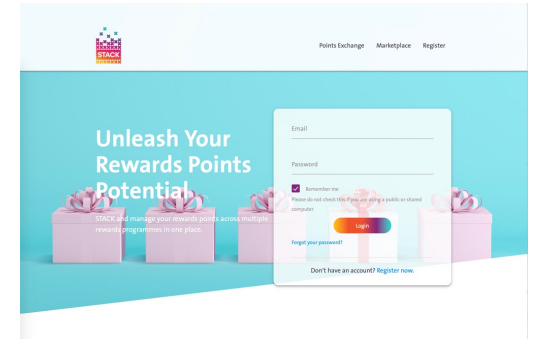 STACK
Points Exchange Marketplace Register
Unleash Your
Rewards Points
Potential
STACK and manage your rewards points across multiple
rewards programmes in one place.
Email
Password
Remember me
Please do not check this if you are using a public or shared
computer
Login
Forgot your password?
Don't have an account? Register now.